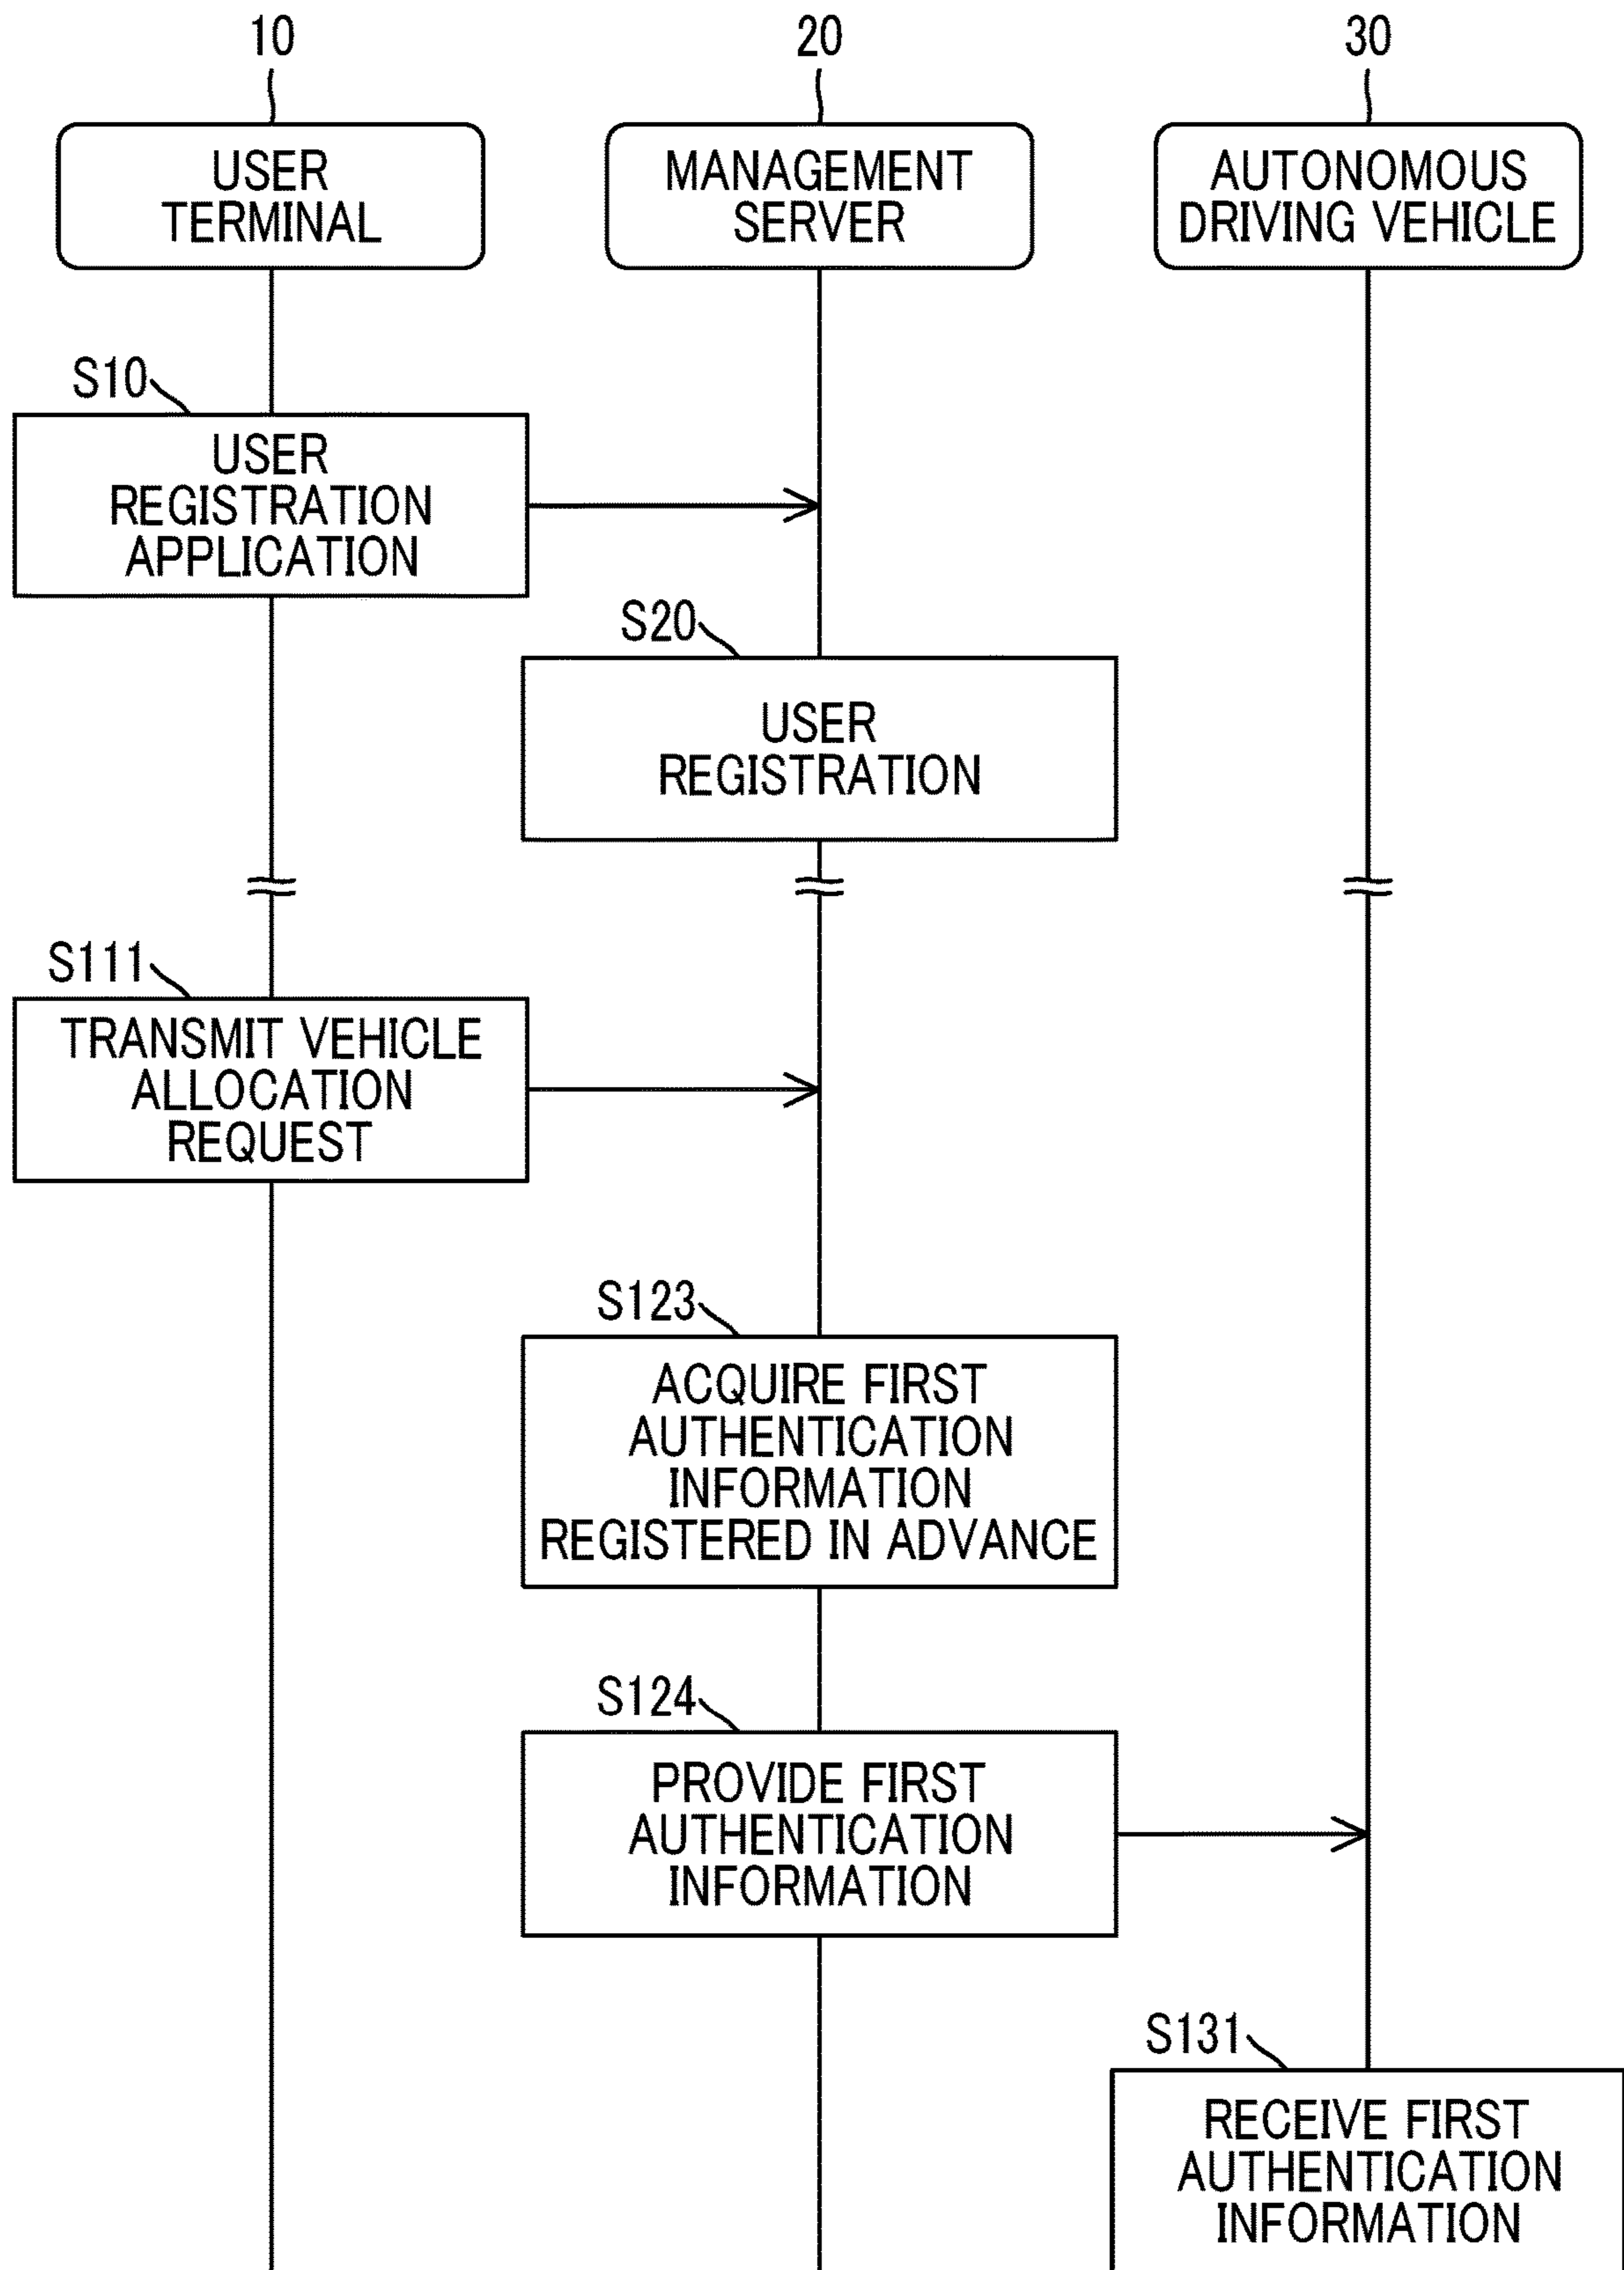 10
20
30
USER
TERMINAL
MANAGEMENT
SERVER
AUTONOMOUS
DRIVING VEHICLE
S10
USER
REGISTRATION
APPLICATION
S20
USER
REGISTRATION
S111
TRANSMIT VEHICLE
ALLOCATION
REQUEST
S123
ACQUIRE FIRST
AUTHENTICATION
INFORMATION
REGISTERED IN ADVANCE
S124
PROVIDE FIRST
AUTHENTICATION
INFORMATION
S131
RECEIVE FIRST
AUTHENTICATION
INFORMATION